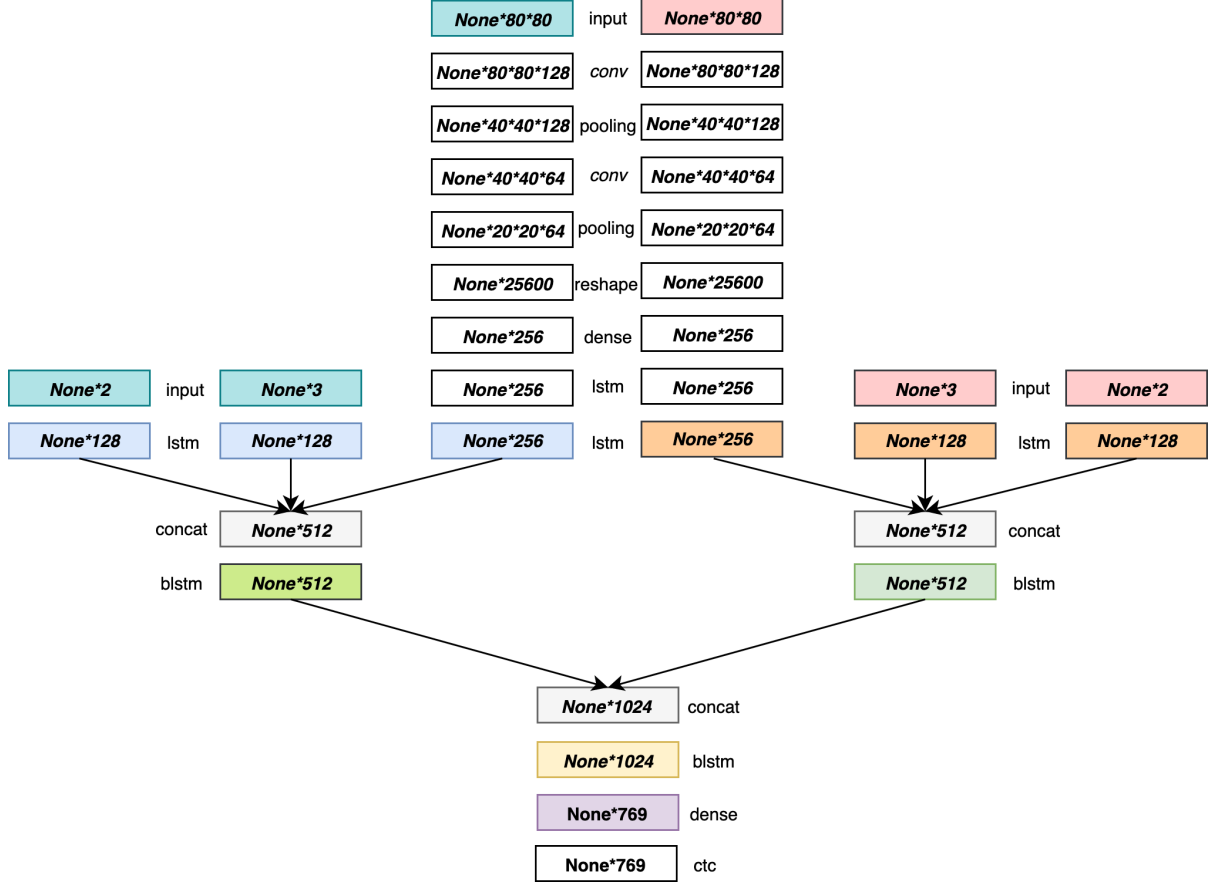 None*80*80 input None*80*80
None*80*80*128 conv None*80*80*128
None*40*40*128 pooling None*40*40*128
None*40*40*64 conv None*40*40*64
None*20*20*64 pooling None*20*20*64
None*25600 reshape None*25600
None*256 dense None*256
None*2 input None*3 None*256 lstm None*256 None*3 input None*2
None*128 lstm None*128 None*256 lstm None*256 None*128 lstm None*128
concat None*512 None*512 concat
blstm None*512 None*512 blstm
None*1024 concat
None*1024 blstm
None*769 dense
None*769 ctc